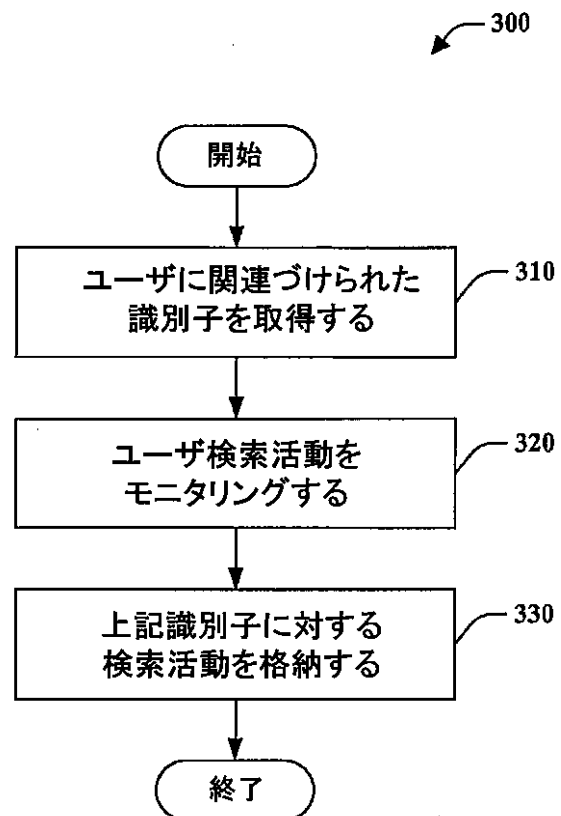 300
開始
ユーザに関連づけられた
識別子を取得する
310
ユーザ検索活動を
モニタリングする
320
上記識別子に対する
検索活動を格納する
330
終了